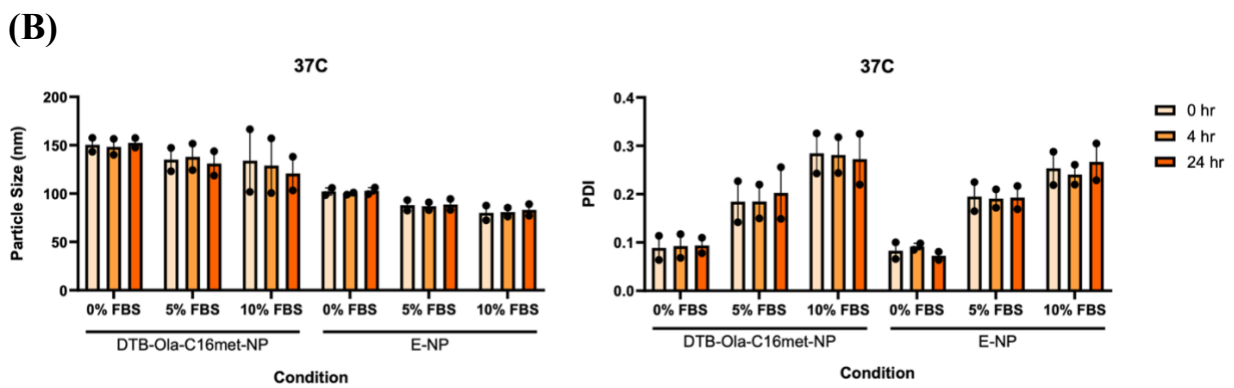 (B)
37C
Particle Size (nm)
200
150
100
50
0
0% FBS 5% FBS 10% FBS 0% FBS 5% FBS 10% FBS
DTB-Ola-C16met-NP E-NP
Condition
37C
PDI
0.4
0.3
0.2
0.1
0.0
0% FBS 5% FBS 10% FBS 0% FBS 5% FBS 10% FBS
DTB-Ola-C16met-NP E-NP
Condition
0 hr
4 hr
24 hr